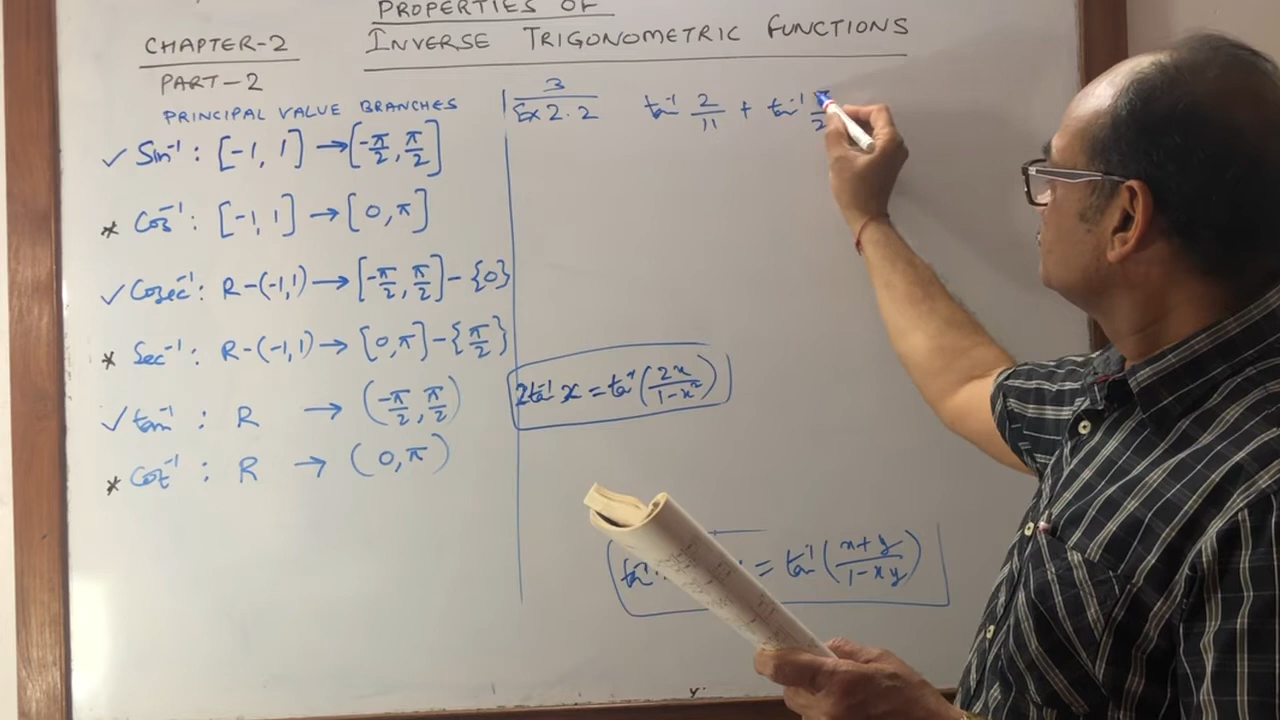 PROPERTIES OF
INVERSE TRIGONOMETRIC FUNCTIONS
CHAPTER-2
PART-2
PRINCIPAL VALUE BRANCHES
✓ Sin⁻¹ : [-1, 1] → [-π/2, π/2]
* Cos⁻¹ : [-1, 1] → [0, π]
✓ Cosec⁻¹ : R-(-1,1) → [-π/2, π/2] - {0}
* Sec⁻¹ : R-(-1,1) → [0, π] - {π/2}
✓ tan⁻¹ : R → (-π/2, π/2)
* Cot⁻¹ : R → (0, π)
3
Ex 2.2
tan⁻¹ 2/11 + tan⁻¹
2tan⁻¹ x = tan⁻¹ (2x/1-x²)
tan⁻¹ = tan⁻¹ (x+y/1-xy)